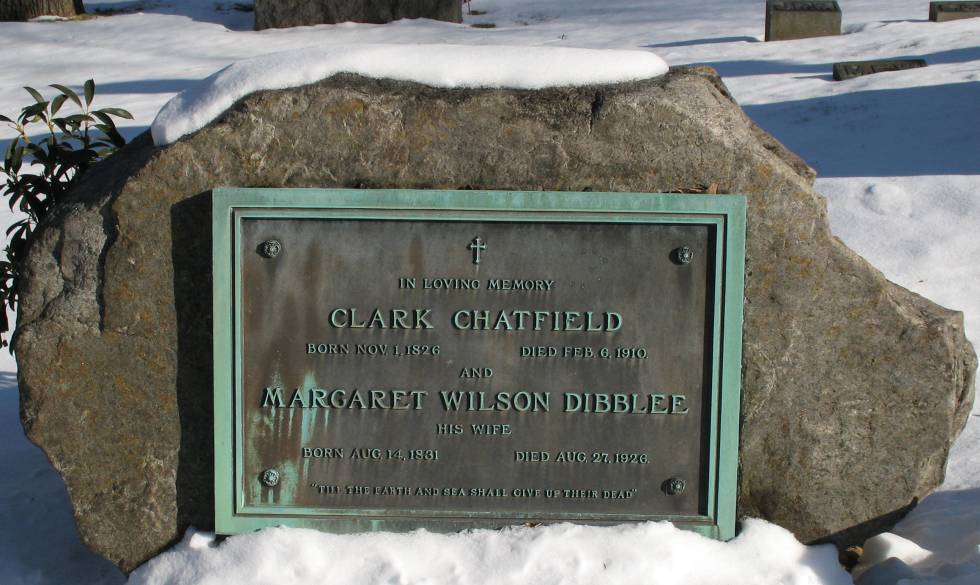 IN LOVING MEMORY
CLARK CHATFIELD
BORN NOV. 1, 1826 DIED FEB. 6, 1910.
AND
MARGARET WILSON DIBBLEE
HIS WIFE
BORN AUG. 14, 1831 DIED AUG. 27, 1926.
"TILL THE EARTH AND SEA SHALL GIVE UP THEIR DEAD"